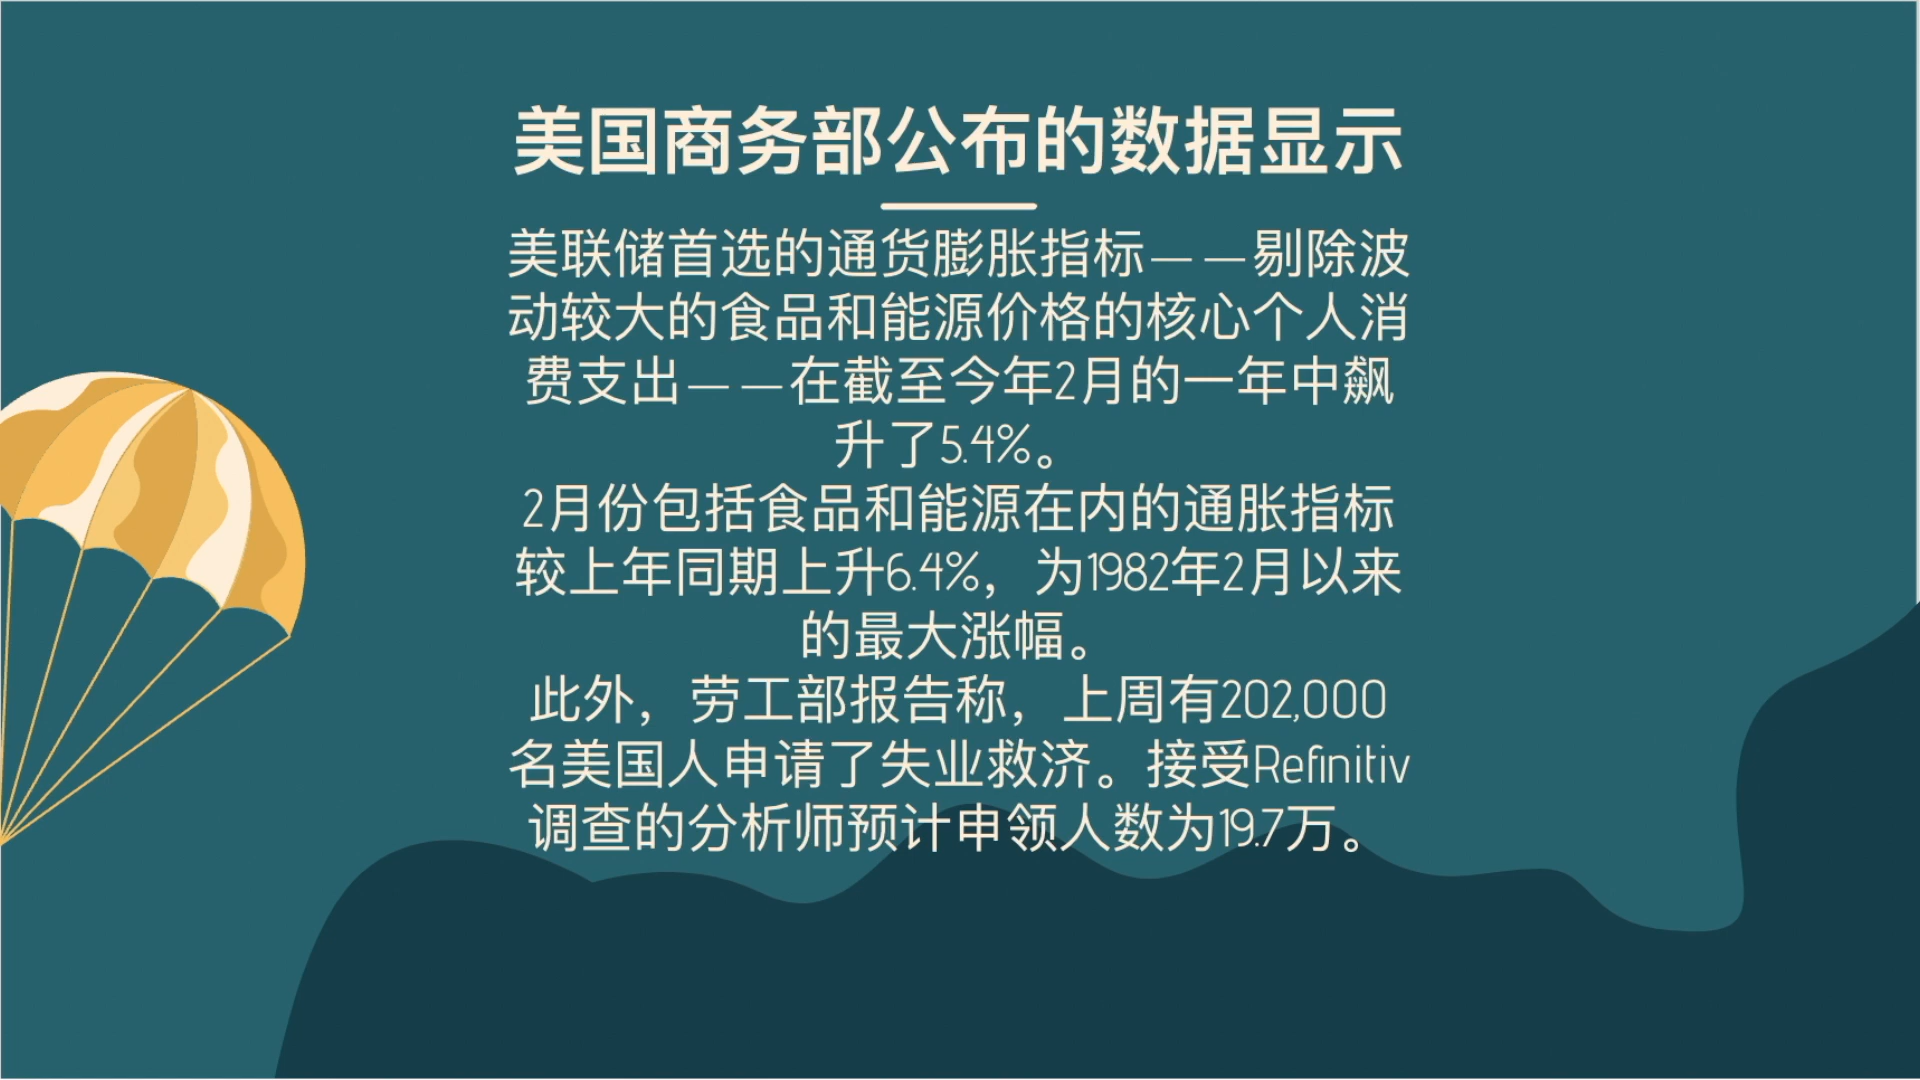 美国商务部公布的数据显示
美联储首选的通货膨胀指标——剔除波
动较大的食品和能源价格的核心个人消
费支出——在截至今年2月的一年中飙
升了5.4%。
2月份包括食品和能源在内的通胀指标
较上年同期上升6.4%，为1982年2月以来
的最大涨幅。
此外，劳工部报告称，上周有202,000
名美国人申请了失业救济。接受Refinitiv
调查的分析师预计申领人数为19.7万。